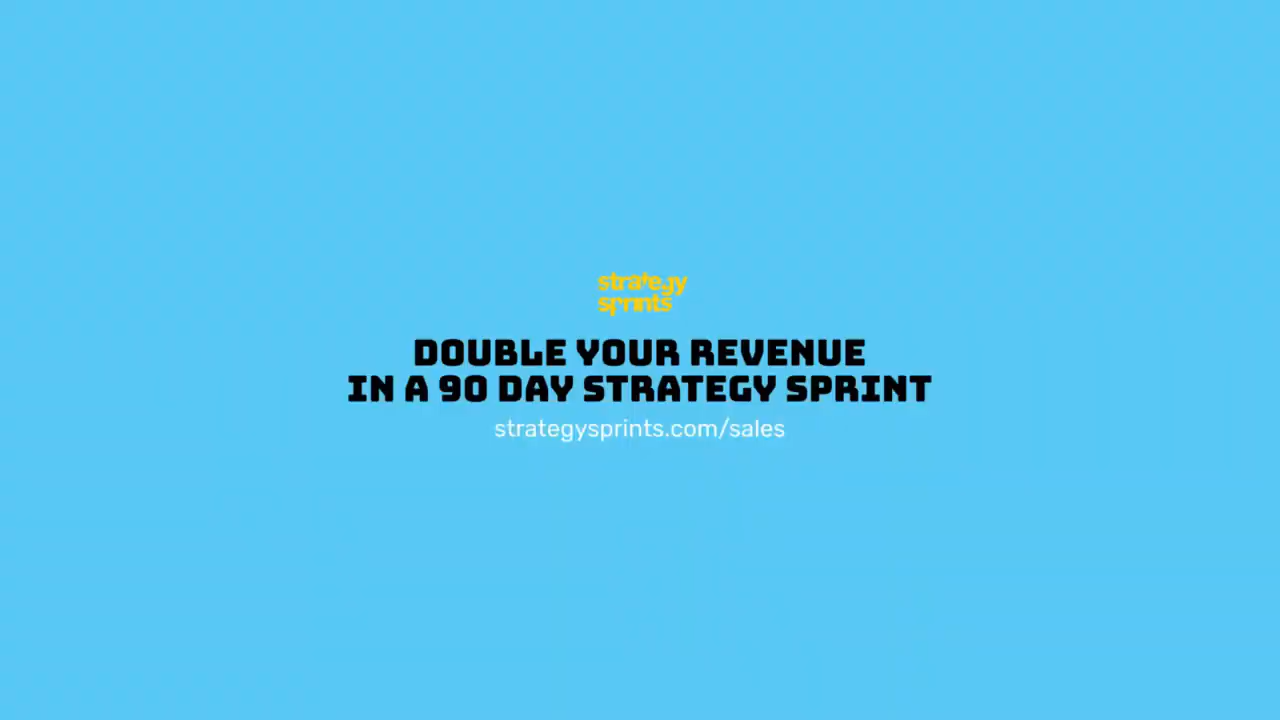 strategy
sprints
DOUBLE YOUR REVENUE
IN A 90 DAY STRATEGY SPRINT
strategysprints.com/sales